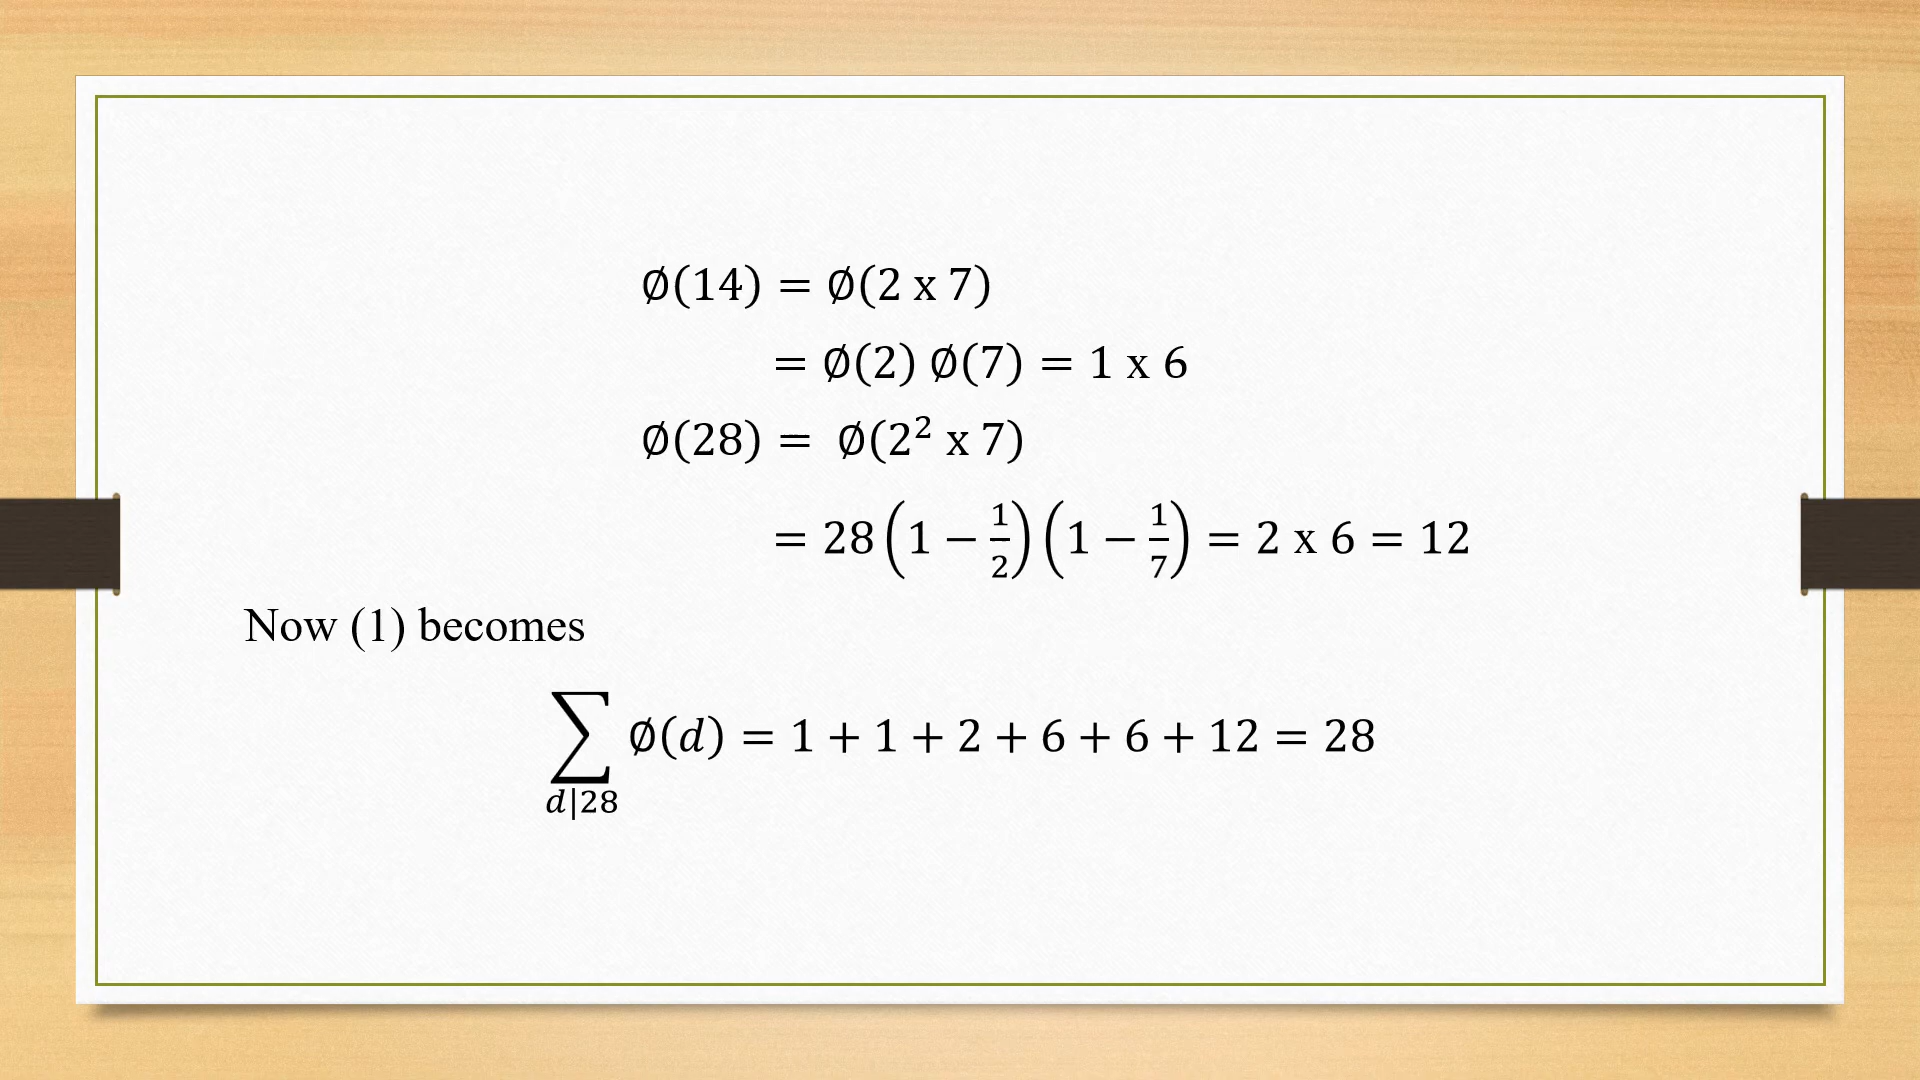 ∅(14) = ∅(2 x 7)
= ∅(2) ∅(7) = 1 x 6
∅(28) = ∅(2² x 7)
= 28 (1 − 1/2) (1 − 1/7) = 2 x 6 = 12
Now (1) becomes
∑_{d|28} ∅(d) = 1 + 1 + 2 + 6 + 6 + 12 = 28